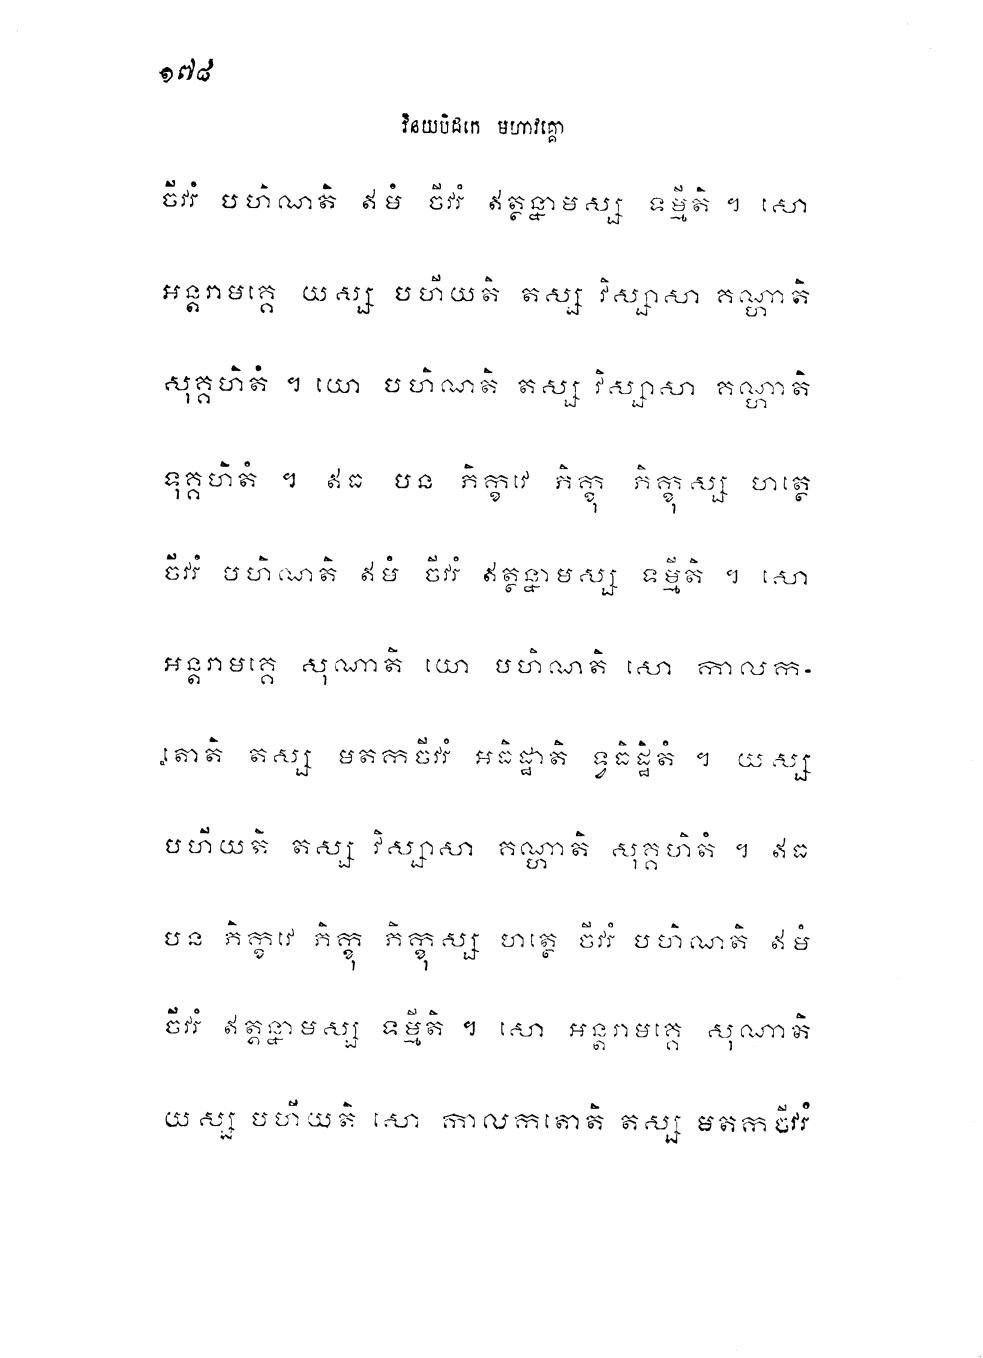 ១៧៨
វិនយបិដកេ មហាវគ្គោ
ចីវរំ បហិណតិ ឥមំ ចីវរំ ឥត្ថន្នាមស្ស ទម្មីតិ ។ សោ
អន្តរាមគ្គេ យស្ស បហីយតិ តស្ស វិស្សាសា គណ្ហាតិ
សុគ្គហិតំ ។ យោ បហិណតិ តស្ស វិស្សាសា គណ្ហាតិ
ទុគ្គហិតំ ។ ឥធ បន ភិក្ខវេ ភិក្ខុ ភិក្ខុស្ស ហត្ថេ
ចីវរំ បហិណតិ ឥមំ ចីវរំ ឥត្ថន្នាមស្ស ទម្មីតិ ។ សោ
អន្តរាមគ្គេ សុណាតិ យោ បហិណតិ សោ កាលក-
តោតិ តស្ស មតកចីវរំ អធិដ្ឋាតិ ទ្វធិដ្ឋិតំ ។ យស្ស
បហីយតិ តស្ស វិស្សាសា គណ្ហាតិ សុគ្គហិតំ ។ ឥធ
បន ភិក្ខវេ ភិក្ខុ ភិក្ខុស្ស ហត្ថេ ចីវរំ បហិណតិ ឥមំ
ចីវរំ ឥត្ថន្នាមស្ស ទម្មីតិ ។ សោ អន្តរាមគ្គេ សុណាតិ
យស្ស បហីយតិ សោ កាលកតោតិ តស្ស មតកចីវរំ